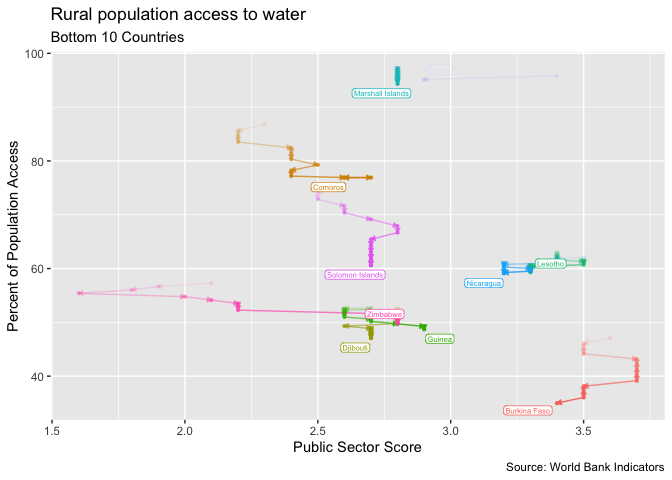 Rural population access to water
Bottom 10 Countries
100
80
60
40
Percent of Population Access
Marshall Islands
Comoros
Solomon Islands
Lesotho
Nicaragua
Zimbabwe
Guinea
Djibouti
Burkina Faso
1.5 2.0 2.5 3.0 3.5
Public Sector Score
Source: World Bank Indicators